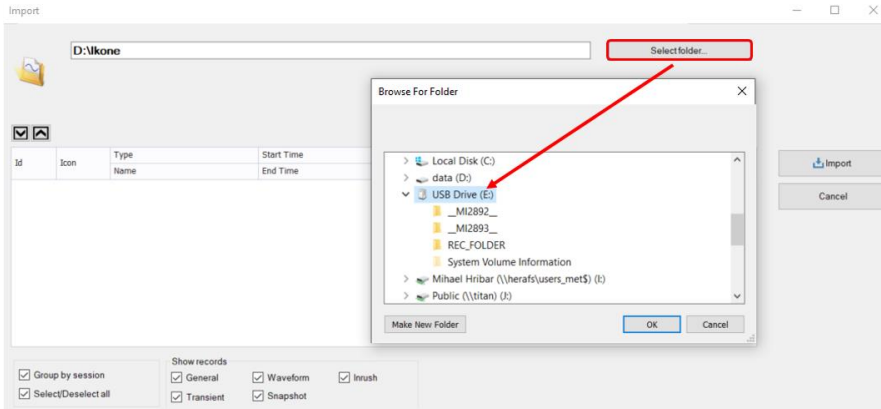 Import
D:\Ikone
Select folder...
Browse For Folder
Local Disk (C:)
data (D:)
USB Drive (E:)
__MI2892__
__MI2893__
REC_FOLDER
System Volume Information
Mihael Hribar (\\herafs\users_met$) (I:)
Public (\\titan) (J:)
Make New Folder
OK
Cancel
Id
Icon
Type
Name
Start Time
End Time
Import
Cancel
Group by session
Select/Deselect all
Show records
General
Waveform
Inrush
Transient
Snapshot